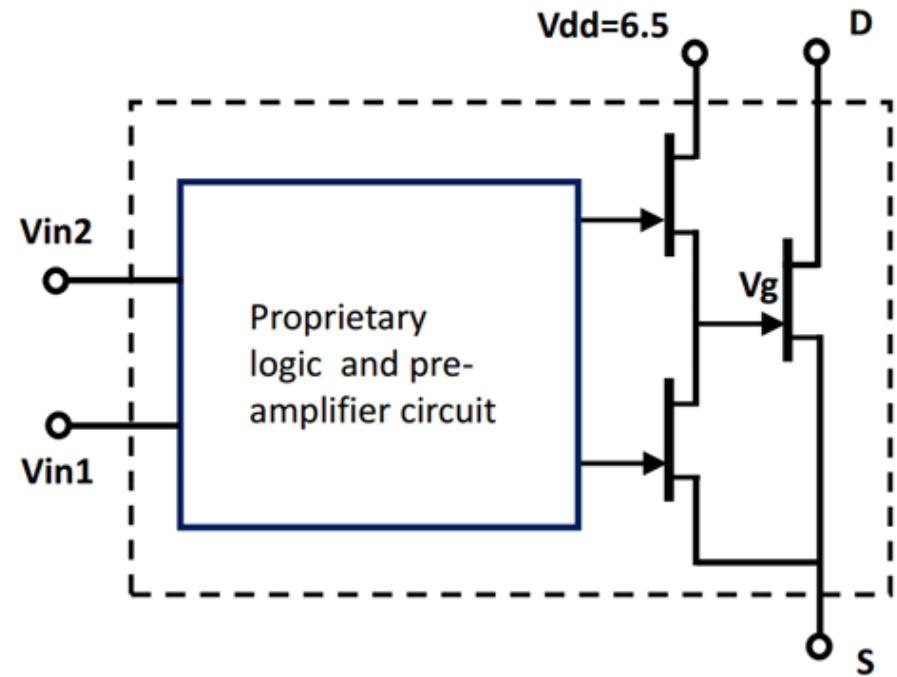 Vdd=6.5
D
Vin2
Vg
Proprietary
logic and pre-
amplifier circuit
Vin1
S